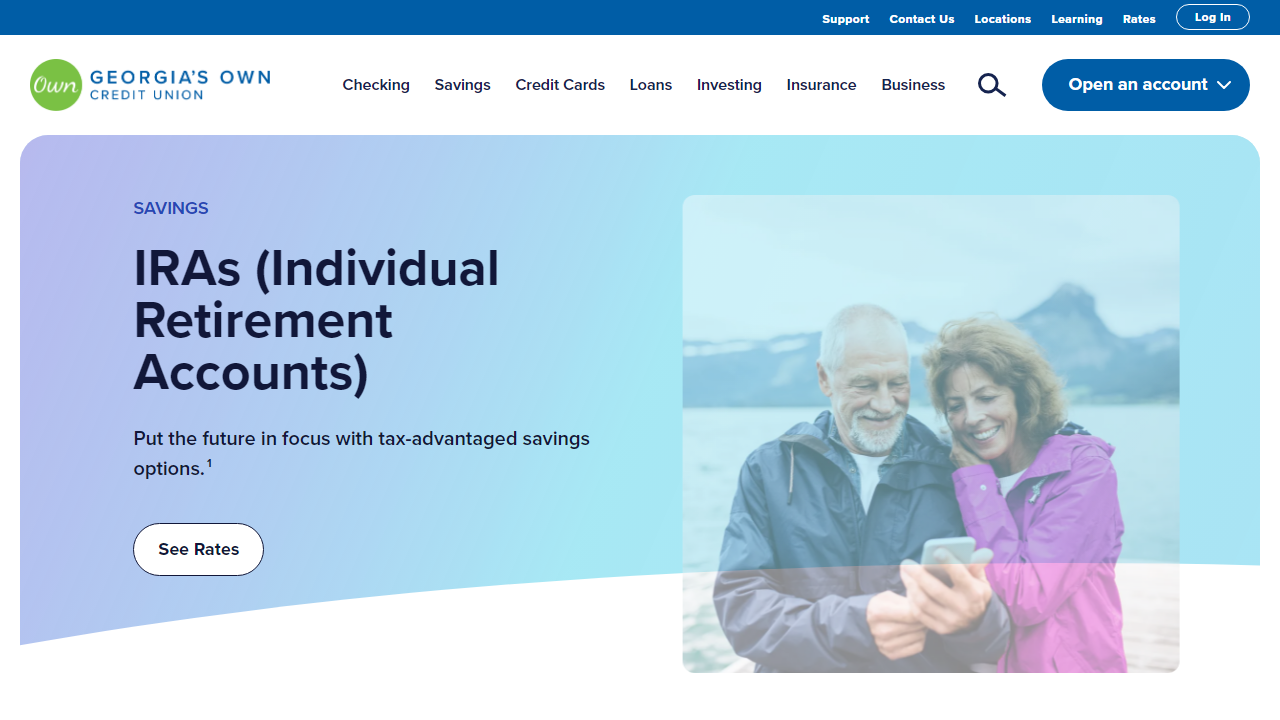 Support Contact Us Locations Learning Rates Log In
Own GEORGIA'S OWN
CREDIT UNION
Checking Savings Credit Cards Loans Investing Insurance Business Open an account
SAVINGS
IRAs (Individual
Retirement
Accounts)
Put the future in focus with tax-advantaged savings
options.¹
See Rates